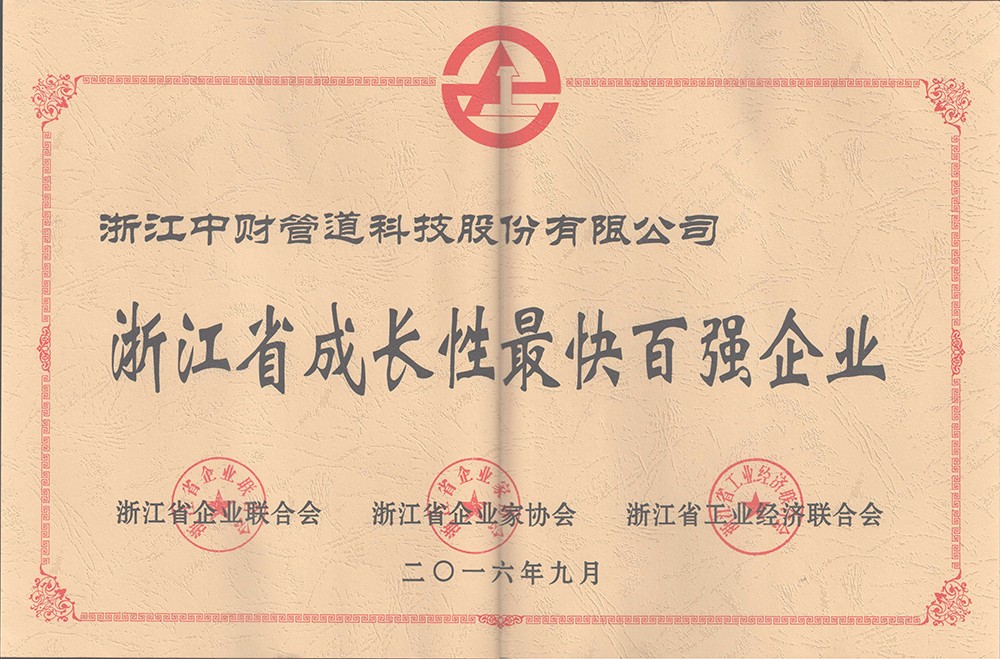 浙江中财管道科技股份有限公司
浙江省成长性最快百强企业
浙江省企业联合会 浙江省企业家协会 浙江省工业经济联合会
二〇一六年九月